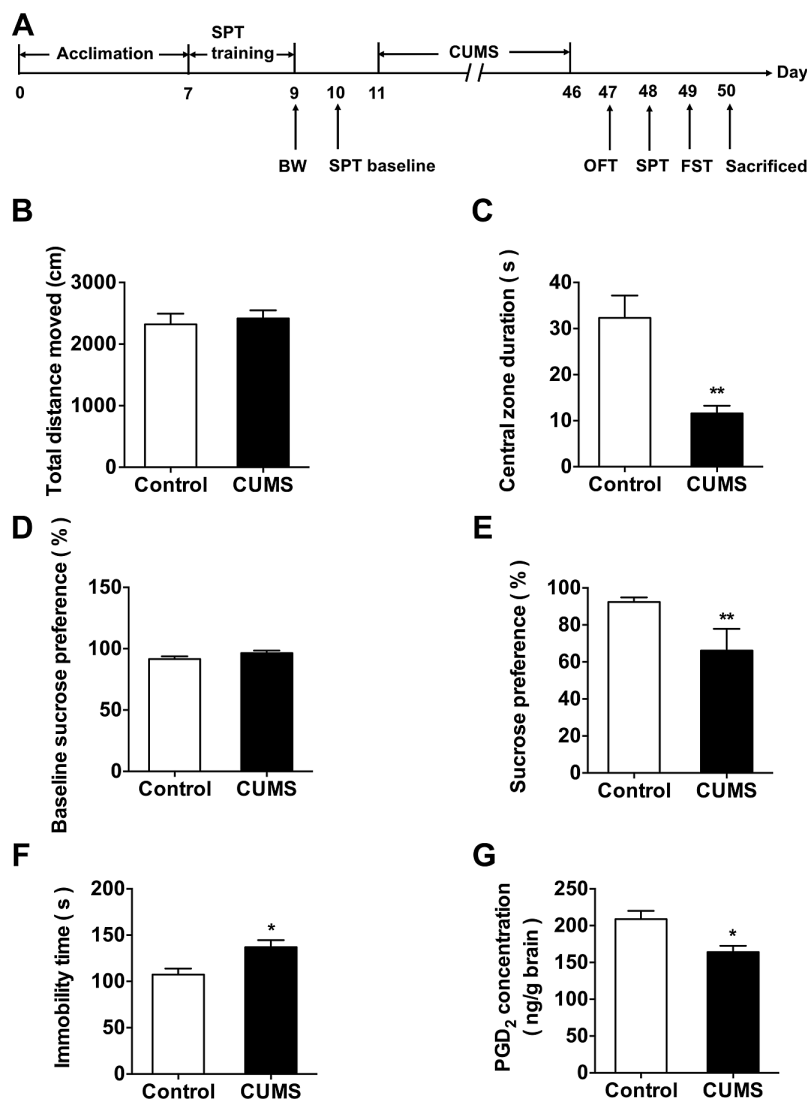 A
Acclimation
SPT
training
CUMS
Day
0 7 9 10 11 46 47 48 49 50
BW SPT baseline OFT SPT FST Sacrificed
B
Total distance moved (cm)
3000
2000
1000
0
Control CUMS
C
Central zone duration ( s )
40
30
20
10
0
**
Control CUMS
D
Baseline sucrose preference ( % )
150
100
50
0
Control CUMS
E
Sucrose preference ( % )
100
80
60
40
20
0
**
Control CUMS
F
Immobility time ( s )
200
150
100
50
0
*
Control CUMS
G
PGD2 concentration
( ng/g brain )
250
200
150
100
50
0
*
Control CUMS